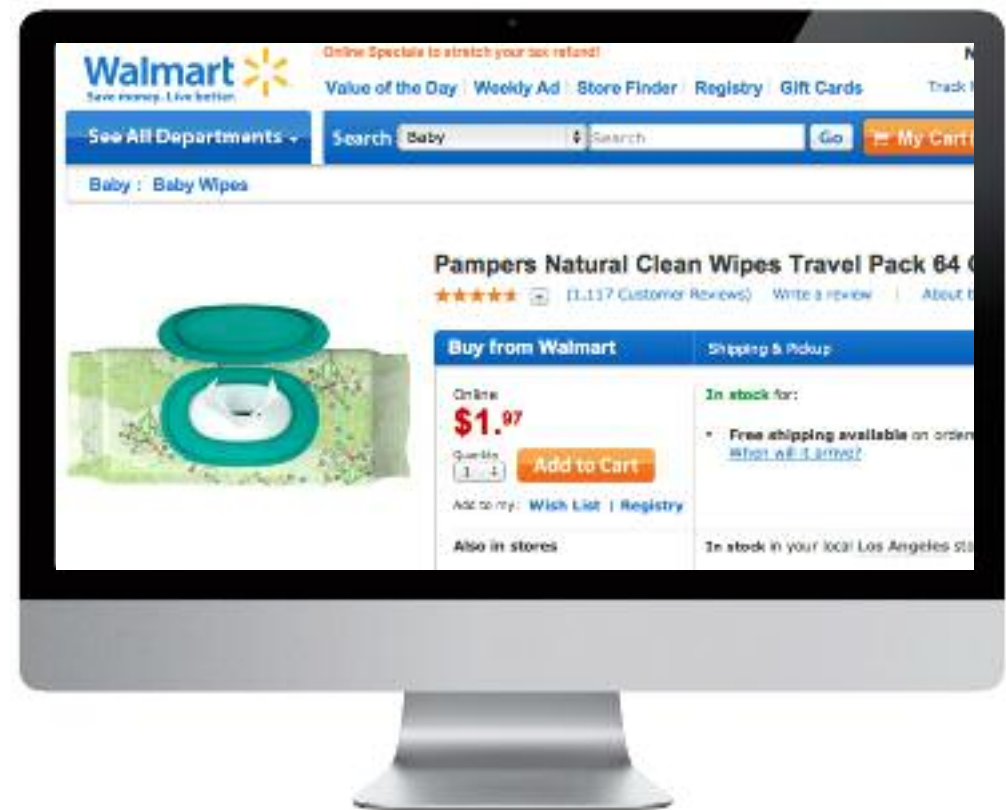 Walmart
Save money. Live better.
Online Specials to stretch your tax refund!
Value of the Day Weekly Ad Store Finder Registry Gift Cards Track
See All Departments
Search Baby Search Go My Cart
Baby : Baby Wipes
Pampers Natural Clean Wipes Travel Pack 64
(1,117 Customer Reviews) Write a review | About
Buy from Walmart Shipping & Pickup
Online
$1.97
Quantity
1
Add to Cart
Add to my: Wish List | Registry
Also in stores
In stock for:
• Free shipping available on
When will it arrive?
In stock in your local Los Angeles